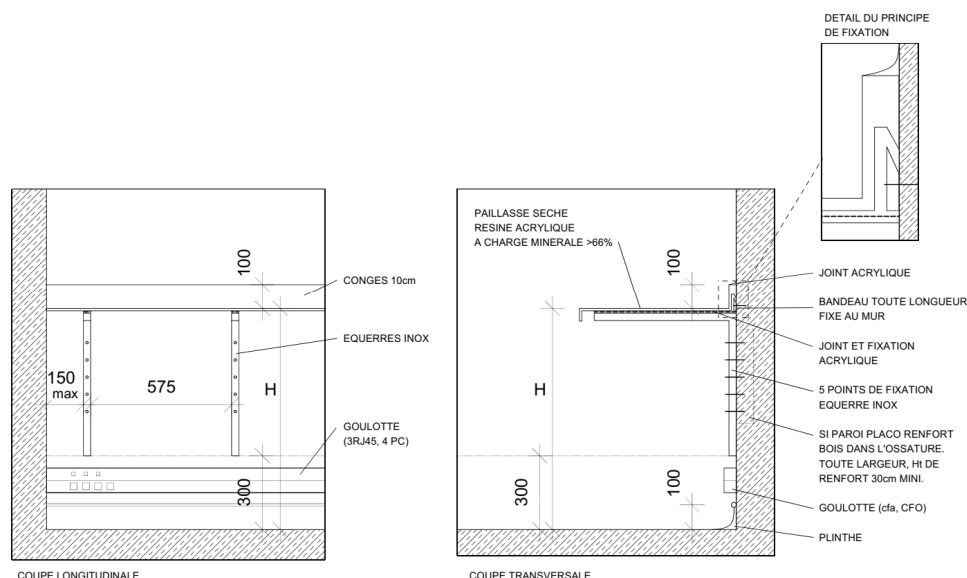 DETAIL DU PRINCIPE
DE FIXATION
100
CONGES 10cm
EQUERRES INOX
150
max
575
H
GOULOTTE
(3RJ45, 4 PC)
300
COUPE LONGITUDINALE
PAILLASSE SECHE
RESINE ACRYLIQUE
A CHARGE MINERALE >66%
100
JOINT ACRYLIQUE
BANDEAU TOUTE LONGUEUR
FIXE AU MUR
JOINT ET FIXATION
ACRYLIQUE
H
5 POINTS DE FIXATION
EQUERRE INOX
SI PAROI PLACO RENFORT
BOIS DANS L'OSSATURE.
TOUTE LARGEUR, Ht DE
RENFORT 30cm MINI.
300
100
GOULOTTE (cfa, CFO)
PLINTHE
COUPE TRANSVERSALE